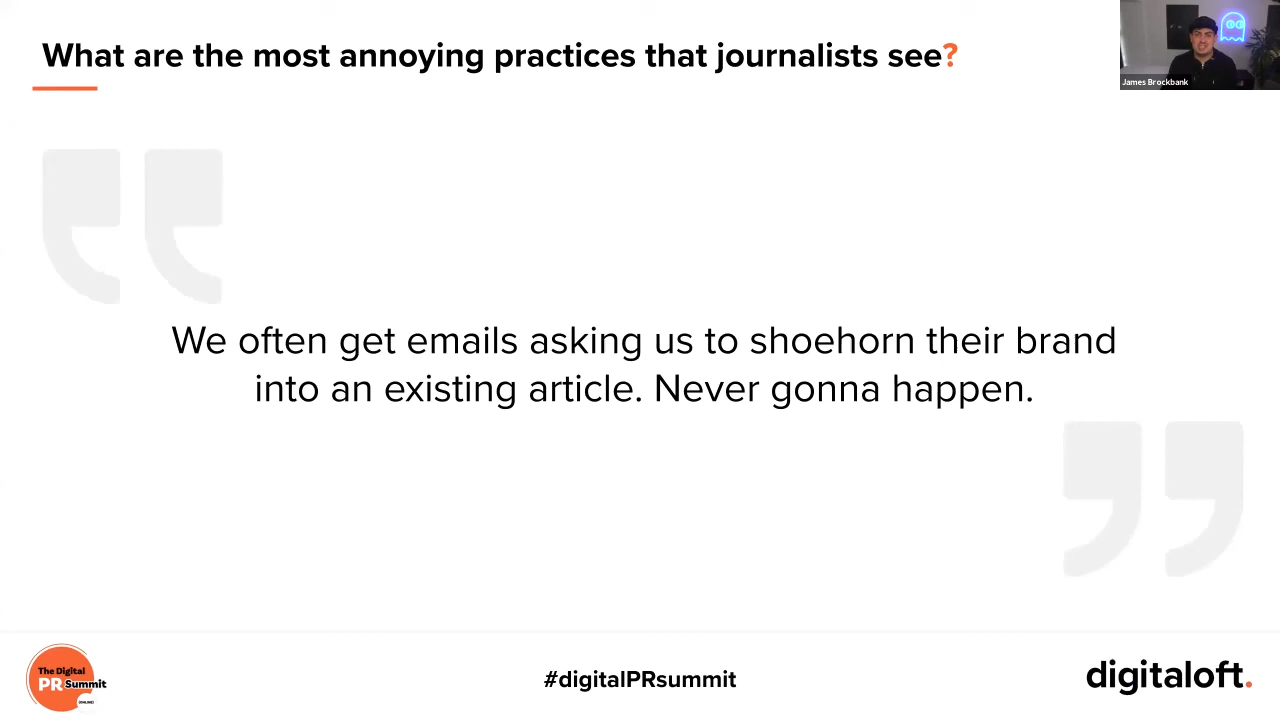 What are the most annoying practices that journalists see?
James Brockbank
We often get emails asking us to shoehorn their brand
into an existing article. Never gonna happen.
The Digital
PR Summit
(ONLINE)
#digitalPRsummit
digitaloft.